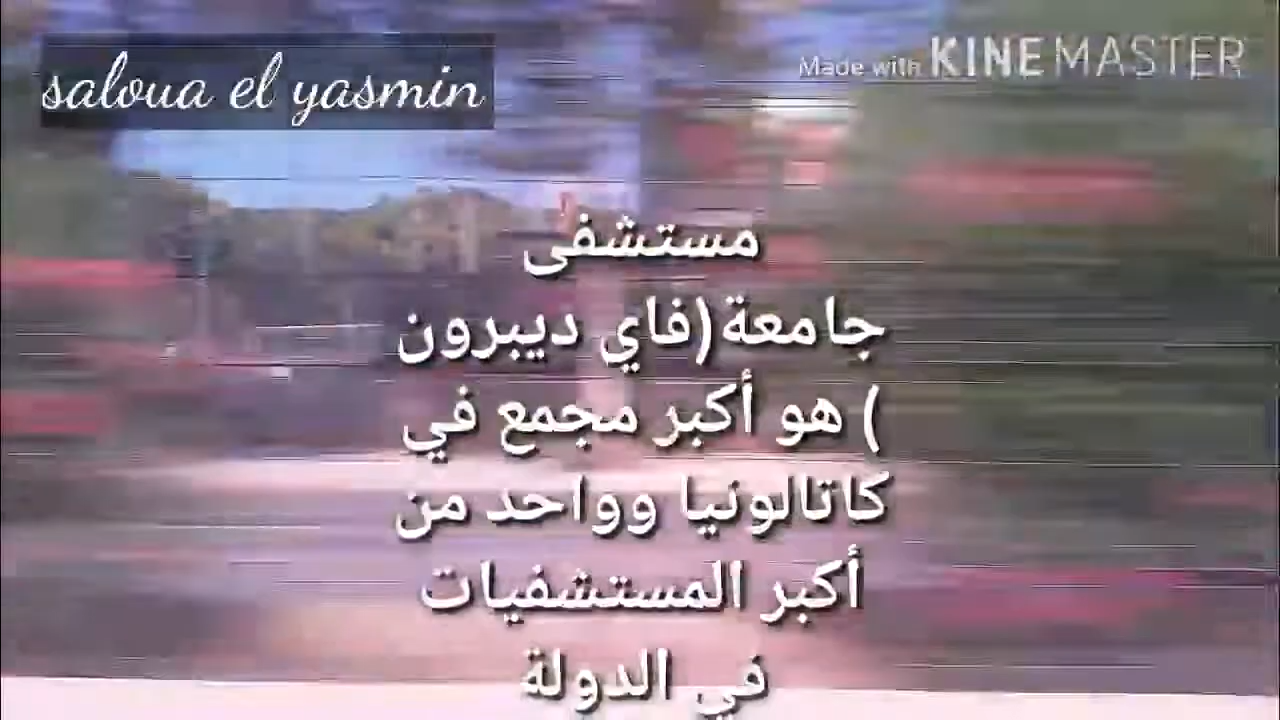 saloua el yasmin
Made with KINEMASTER
مستشفى
جامعة (فاي ديبرون
) هو أكبر مجمع في
كاتالونيا وواحد من
أكبر المستشفيات
في الدولة